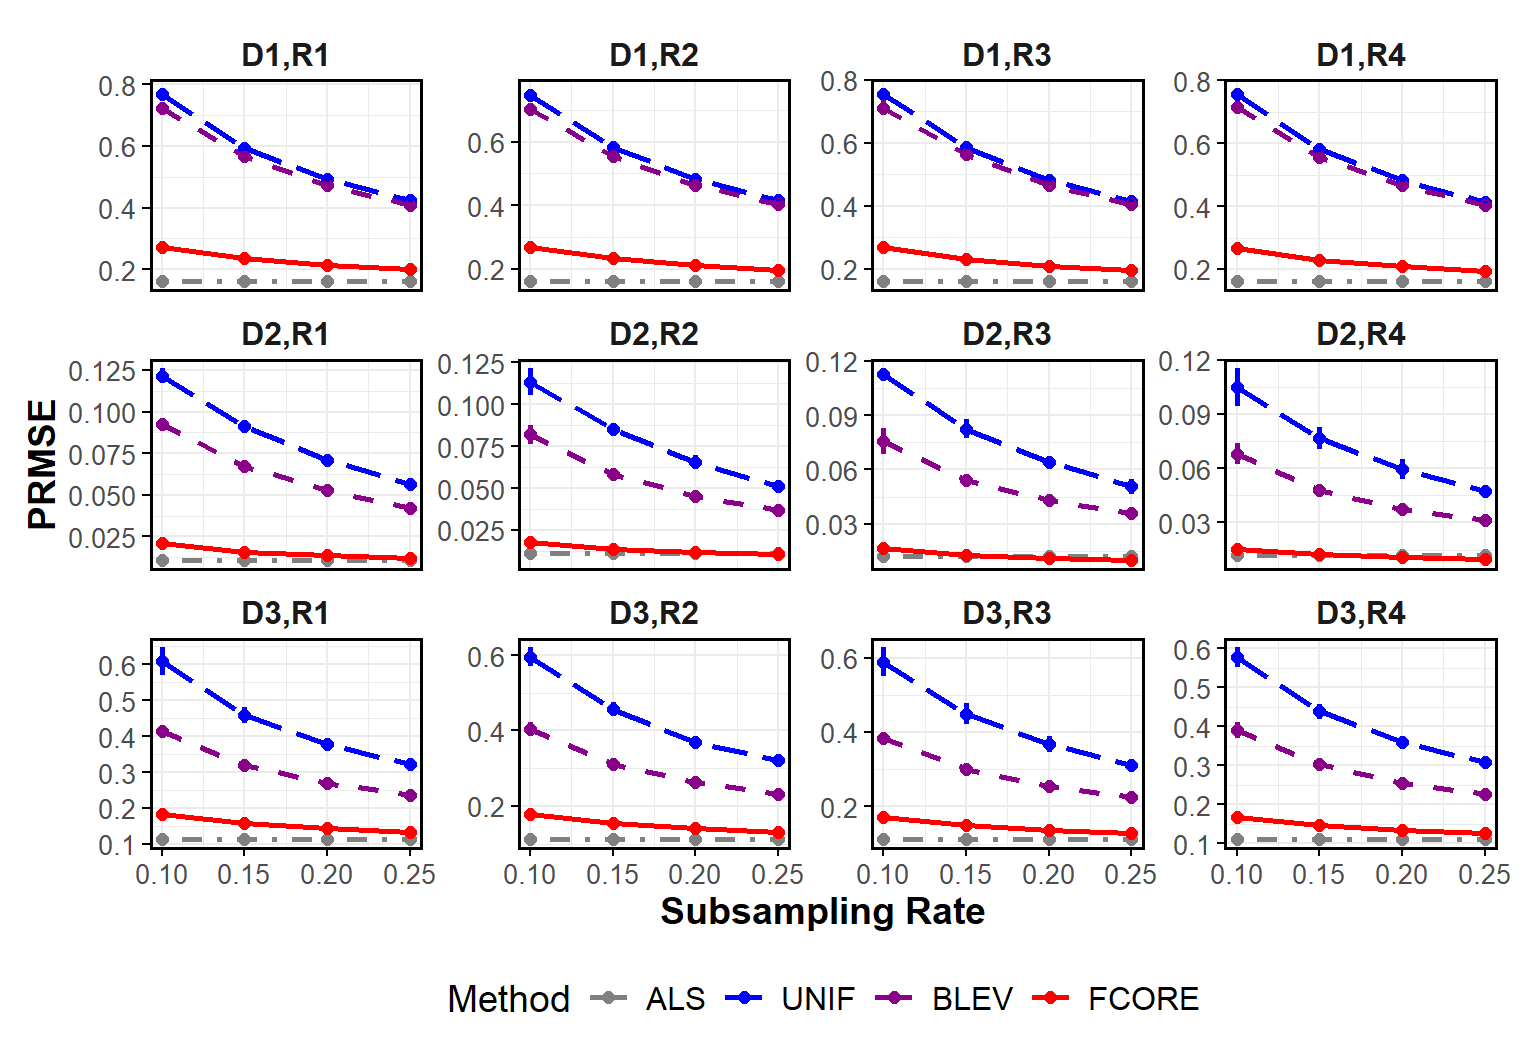 D1,R1 D1,R2 D1,R3 D1,R4
0.8 0.6 0.4 0.2
0.6 0.4 0.2
0.8 0.6 0.4 0.2
0.8 0.6 0.4 0.2
D2,R1 D2,R2 D2,R3 D2,R4
0.125 0.100 0.075 0.050 0.025
0.125 0.100 0.075 0.050 0.025
0.12 0.09 0.06 0.03
0.12 0.09 0.06 0.03
PRMSE
D3,R1 D3,R2 D3,R3 D3,R4
0.6 0.5 0.4 0.3 0.2 0.1
0.6 0.4 0.2
0.6 0.4 0.2
0.6 0.5 0.4 0.3 0.2 0.1
0.10 0.15 0.20 0.25 0.10 0.15 0.20 0.25 0.10 0.15 0.20 0.25 0.10 0.15 0.20 0.25
Subsampling Rate
Method ALS UNIF BLEV FCORE